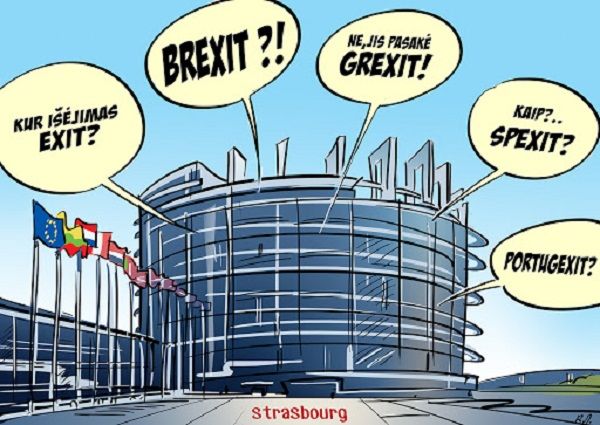 KUR IŠĖJIMAS
EXIT?
BREXIT ?!
NE, JIS PASAKĖ
GREXIT!
KAIP?..
SPEXIT?
PORTUGEXIT?
strasbourg